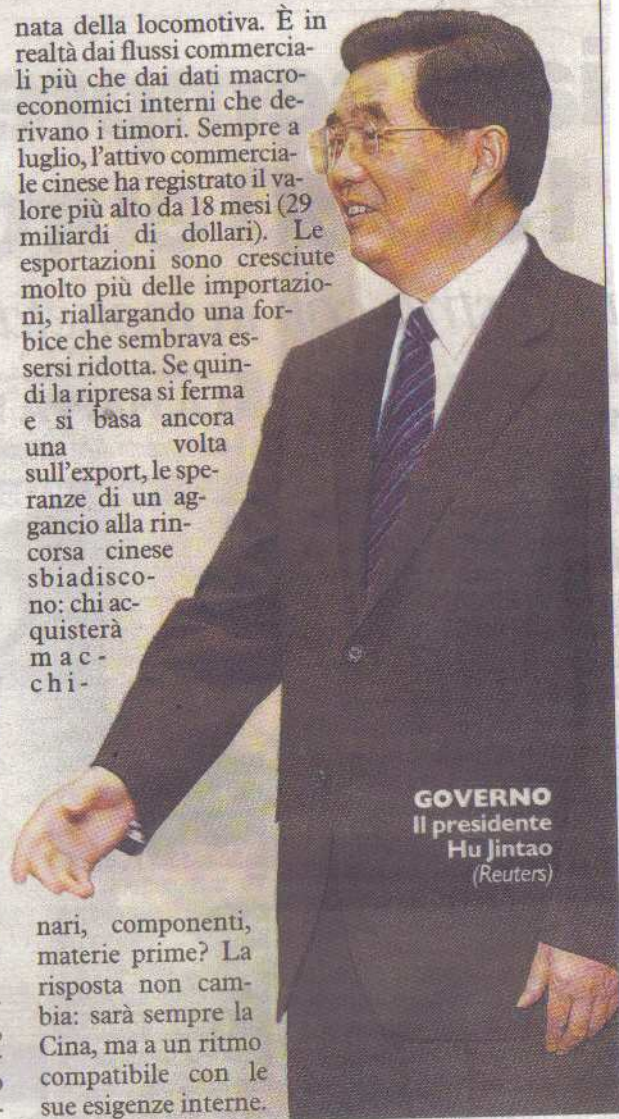 nata della locomotiva. È in
realtà dai flussi commercia-
li più che dai dati macro-
economici interni che de-
rivano i timori. Sempre a
luglio, l'attivo commercia-
le cinese ha registrato il va-
lore più alto da 18 mesi (29
miliardi di dollari). Le
esportazioni sono cresciute
molto più delle importazio-
ni, riallargando una for-
bice che sembrava es-
sersi ridotta. Se quin-
di la ripresa si ferma
e si basa ancora
una volta
sull'export, le spe-
ranze di un ag-
gancio alla rin-
corsa cinese
sbiadisco-
no: chi ac-
quisterà
mac-
chi-
nari, componenti,
materie prime? La
risposta non cam-
bia: sarà sempre la
Cina, ma a un ritmo
compatibile con le
sue esigenze interne.
GOVERNO
Il presidente
Hu Jintao
(Reuters)